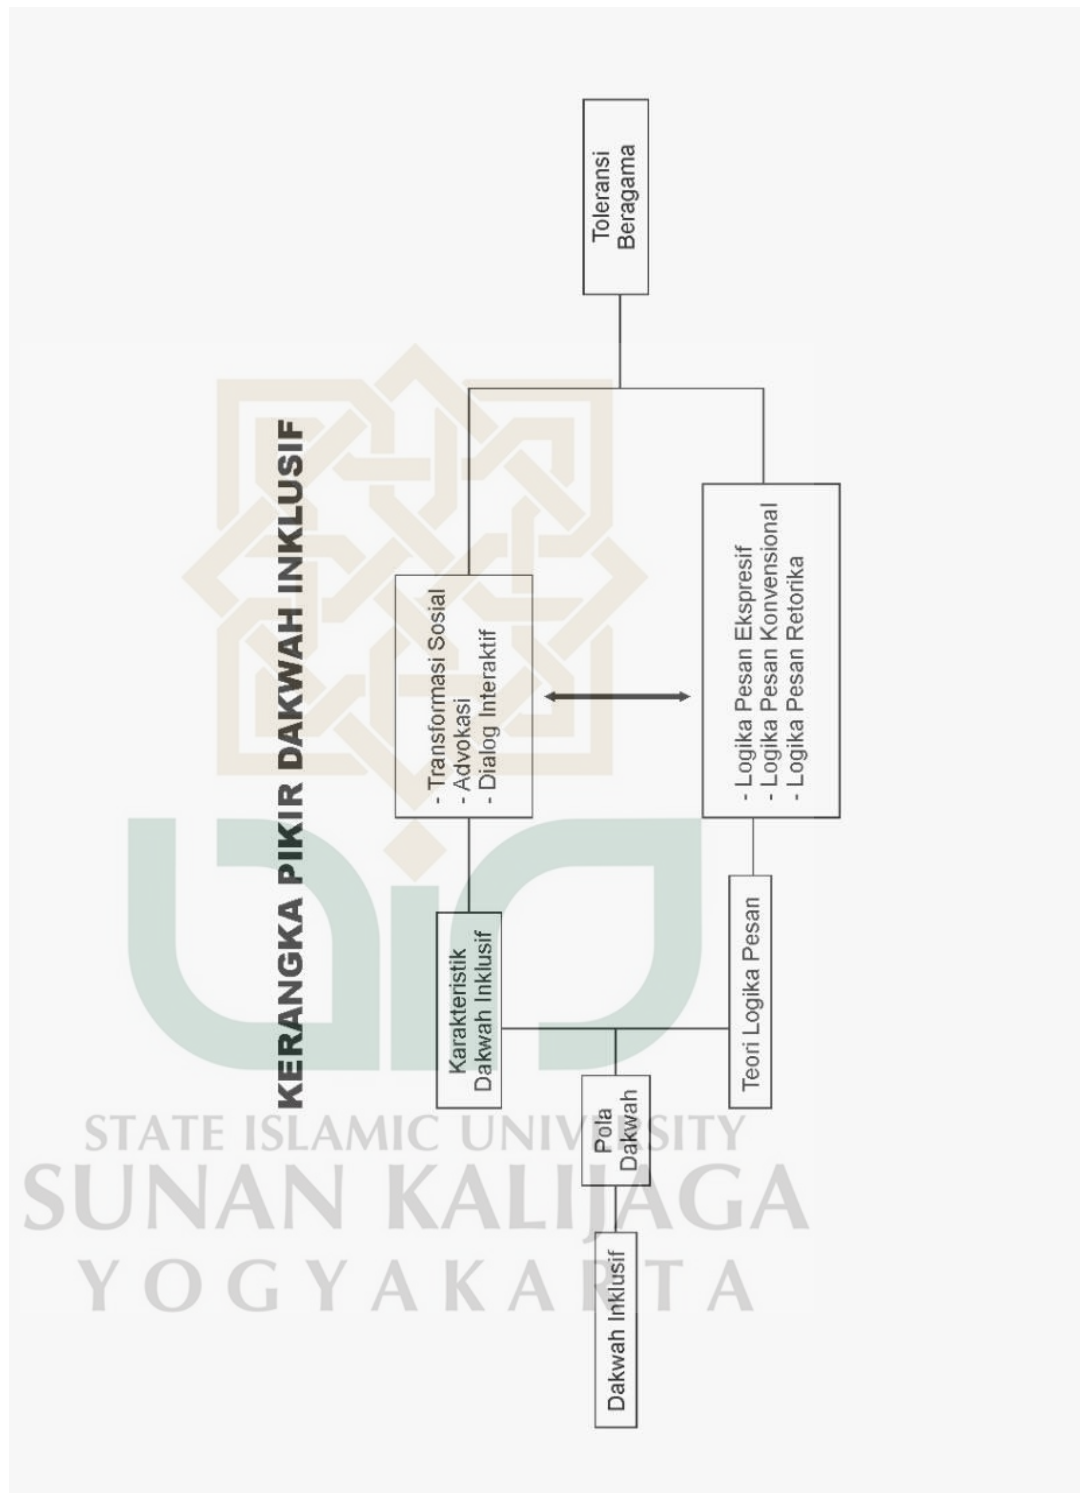 KERANGKA PIKIR DAKWAH INKLUSIF
Dakwah Inklusif
Pola
Dakwah
Karakteristik
Dakwah Inklusif
Teori Logika Pesan
- Transformasi Sosial
- Advokasi
- Dialog Interaktif
- Logika Pesan Ekspresif
- Logika Pesan Konvensional
- Logika Pesan Retorika
Toleransi
Beragama
STATE ISLAMIC UNIVERSITY
SUNAN KALIJAGA
YOGYAKARTA